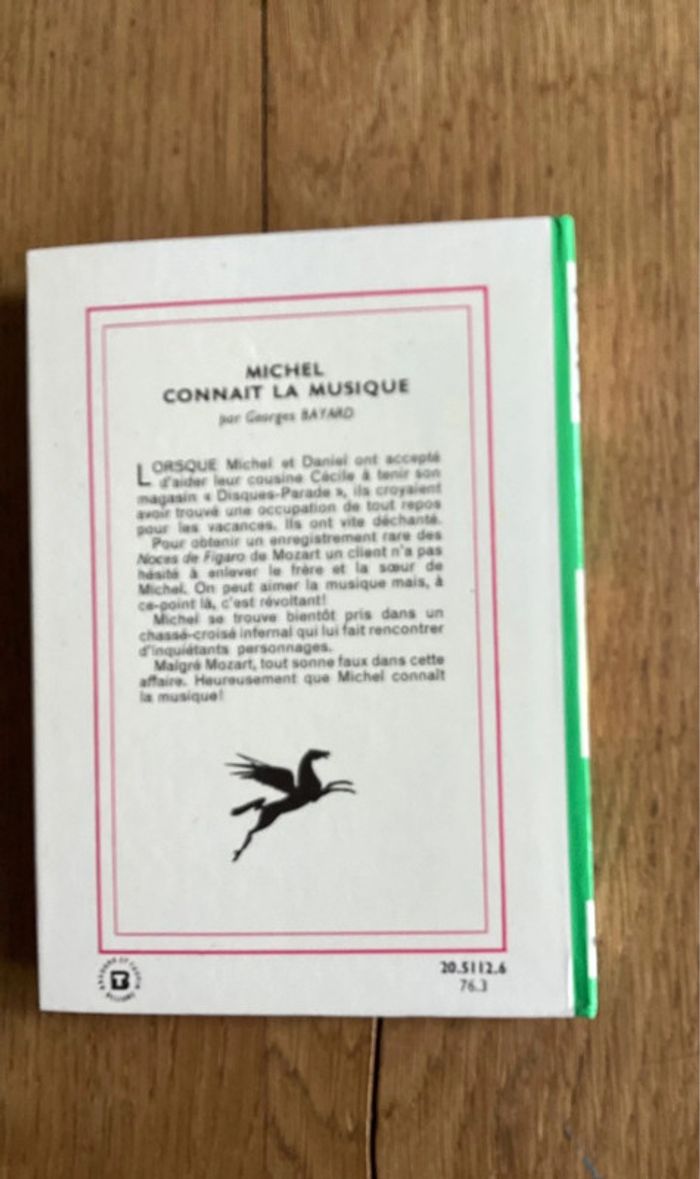 MICHEL
CONNAIT LA MUSIQUE
par Georges BAYARD
LORSQUE Michel et Daniel ont accepté
d'aider leur cousine Cécile à tenir son
magasin « Disques-Parade », ils croyaient
avoir trouvé une occupation de tout repos
pour les vacances. Ils ont vite déchanté.
Pour obtenir un enregistrement rare des
Noces de Figaro de Mozart un client n'a pas
hésité à enlever le frère et la sœur de
Michel. On peut aimer la musique mais, à
ce-point là, c'est révoltant!
Michel se trouve bientôt pris dans un
chassé-croisé infernal qui lui fait rencontrer
d'inquiétants personnages.
Malgré Mozart, tout sonne faux dans cette
affaire. Heureusement que Michel connaît
la musique!
20.5112.6
76.3